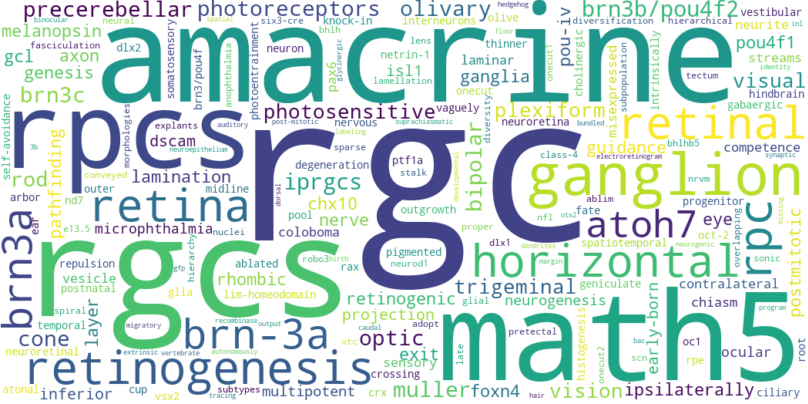 precerebellar photoreceptors olivary brn3b/pou4f2 vestibular
binocular neural six3-cre knock-in interneurons olive hedgehog spatial floor diversification hierarchical inl
melanopsin dlx2 neuron bhlh pou-iv neurite pou4f1
gcl axon somatosensory photoentrainment pax6 glycinergic netrin-1 lens thinner laminar onecut1 cholinergic streams
genesis fasciculation brn3/pou4f anophthalmia isl1 lamellation ganglia onecut misexpressed subpopulation intrinsically visual identity
brn3c amacrine tectum hindbrain
self-avoidance explants auditory photosensitive vaguely plexiform gabaergic
rpcs rgc retinal
morphologies post-mitotic labeling suprachiasmatic diversity bundled neuroretina bhlhb5
3b rod pathfinding dscam neuroepithelium nervous sparse ptf1a bipolar class-4 electroretinogram guidance competence synaptic
lamination degeneration stalk ganglion
arbor outer conveyed midline iprgcs dorsal developmental ablim progenitor nrvm
brn3a nd7 retina chx10 outgrowth nfl otx2 fate atoh7 eye missing
ear e13.5 microphthalmia nuclei pool nerve proper dlx1 oct-2 overlapping rpc
repulsion hierarchy ablated coloboma pigmented dendrites spatiotemporal neurogenic sonic postmitotic
vesicle gfp robo3 birth neurod1 horizontal
postnatal rgcs rhombic rax margin contralateral
spiral glia lim-homeodomain retinogenic glial trigeminal geniculate chiasm
temporal layer projection neurogenesis program
migratory recombinase output caudal adopt optic math5 pretectal oc1
cone brn-3a vtc exit late histogenesis bac early-born ocular
neuroretinal extrinsic vertebrate autonomously crossing sensory onecut2 scn rpe root
atonal retinogenesis muller foxn4 vision ipsilaterally
inferior cup vsx2 subtypes tracing multipotent crx hair ciliary